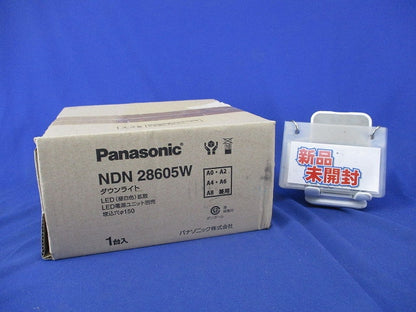 Panasonic
NDN 28605W
ダウンライト
LED(昼白色)拡散
LED電源ユニット別売
埋込穴φ150
1台入
A0・A2
A4・A6
A8 兼用
パナソニック株式会社
新品
未開封